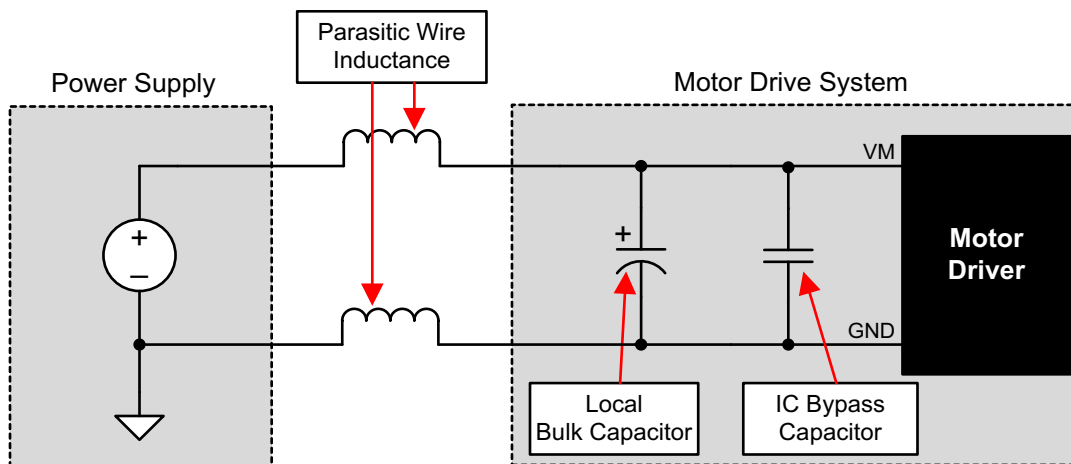 Parasitic Wire
Inductance
Power Supply
Motor Drive System
VM
+
−
+
Motor
Driver
GND
Local
Bulk Capacitor
IC Bypass
Capacitor